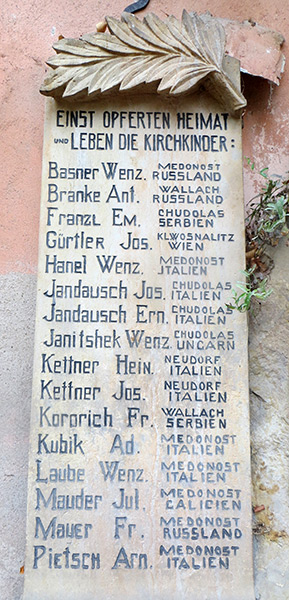 EINST OPFERTEN HEIMAT
UND LEBEN DIE KIRCHKINDER:
Basner Wenz. MEDONOST RUSSLAND
Branke Ant. WALLACH RUSSLAND
Franzl Em. CHUDOLAS SERBIEN
Gürtler Jos. KLWOSNALITZ WIEN
Hanel Wenz. MEDONOST ITALIEN
Jandausch Jos. CHUDOLAS ITALIEN
Jandausch Ern. CHUDOLAS ITALIEN
Janitshek Wenz. CHUDOLAS UNGARN
Kettner Hein. NEUDORF ITALIEN
Kettner Jos. NEUDORF ITALIEN
Kororich Fr. WALLACH SERBIEN
Kubik Ad. MEDONOST ITALIEN
Laube Wenz. MEDONOST ITALIEN
Mauder Jul. MEDONOST GALICIEN
Mauer Fr. MEDONOST RUSSLAND
Pietsch Arn. MEDONOST ITALIEN